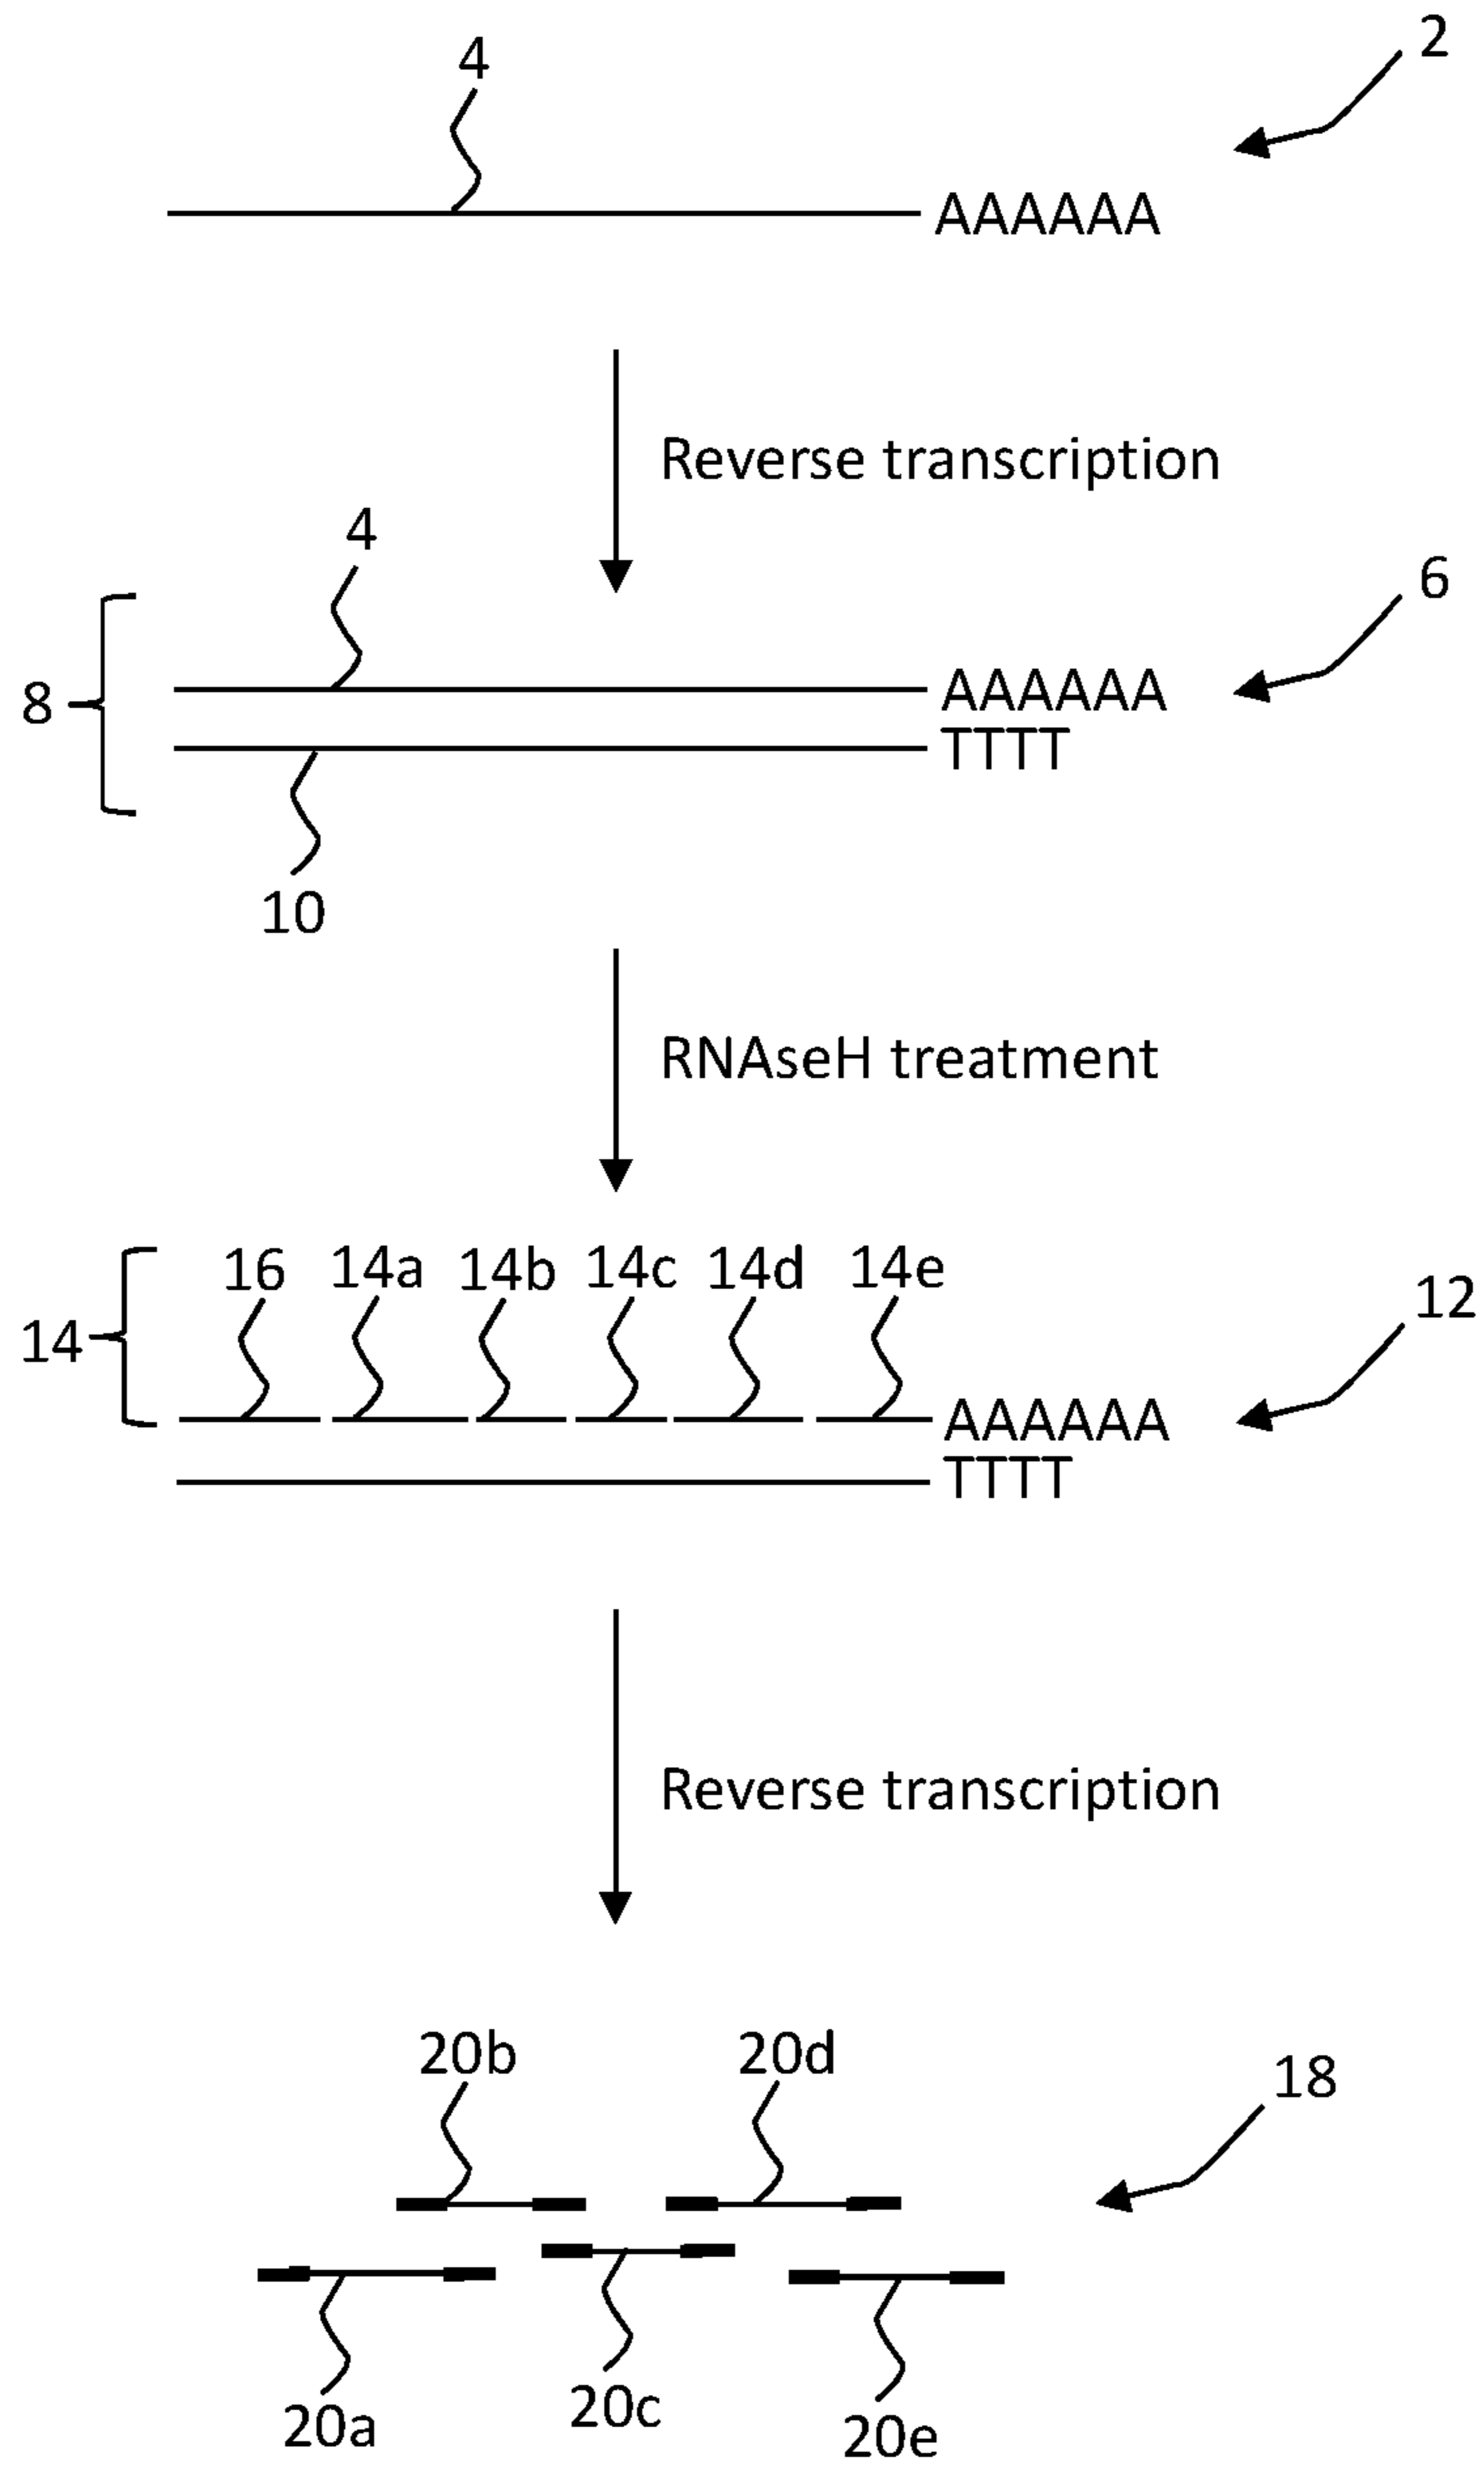 2
4
AAAAAA
Reverse transcription
4
6
8
AAAAAA
TTTT
10
RNAseH treatment
16 14a 14b 14c 14d 14e
12
14
AAAAAA
TTTT
Reverse transcription
20b 20d
18
20a 20c 20e